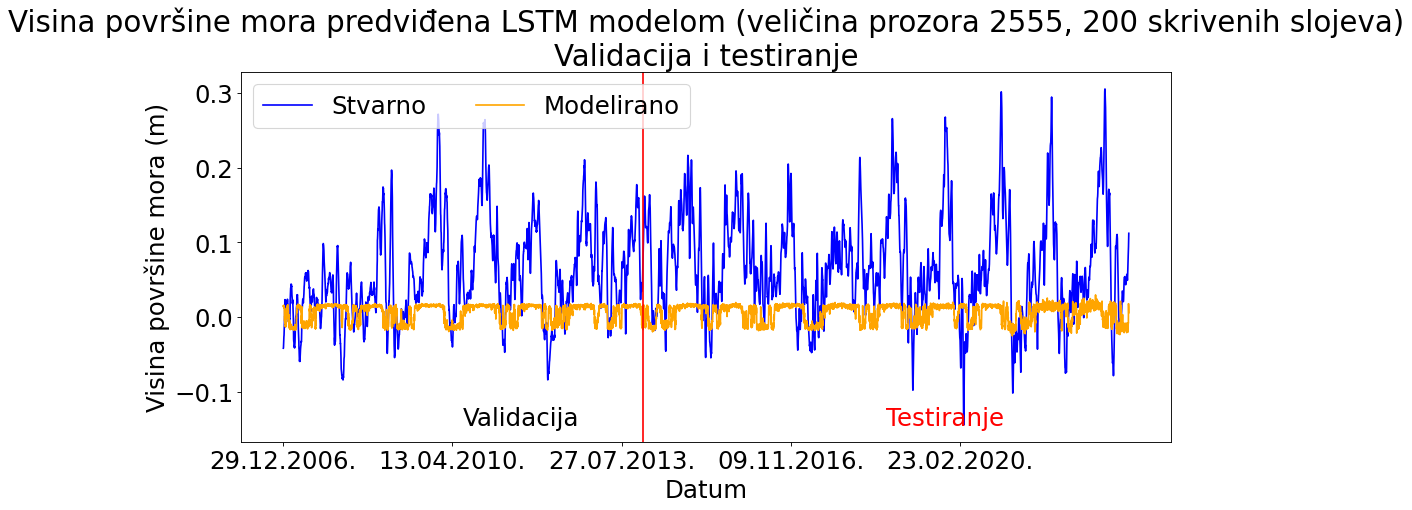 Visina površine mora predviđena LSTM modelom (veličina prozora 2555, 200 skrivenih slojeva)
Validacija i testiranje
Stvarno
Modelirano
Visina površine mora (m)
0.3
0.2
0.1
0.0
−0.1
Validacija
Testiranje
29.12.2006.
13.04.2010.
27.07.2013.
09.11.2016.
23.02.2020.
Datum